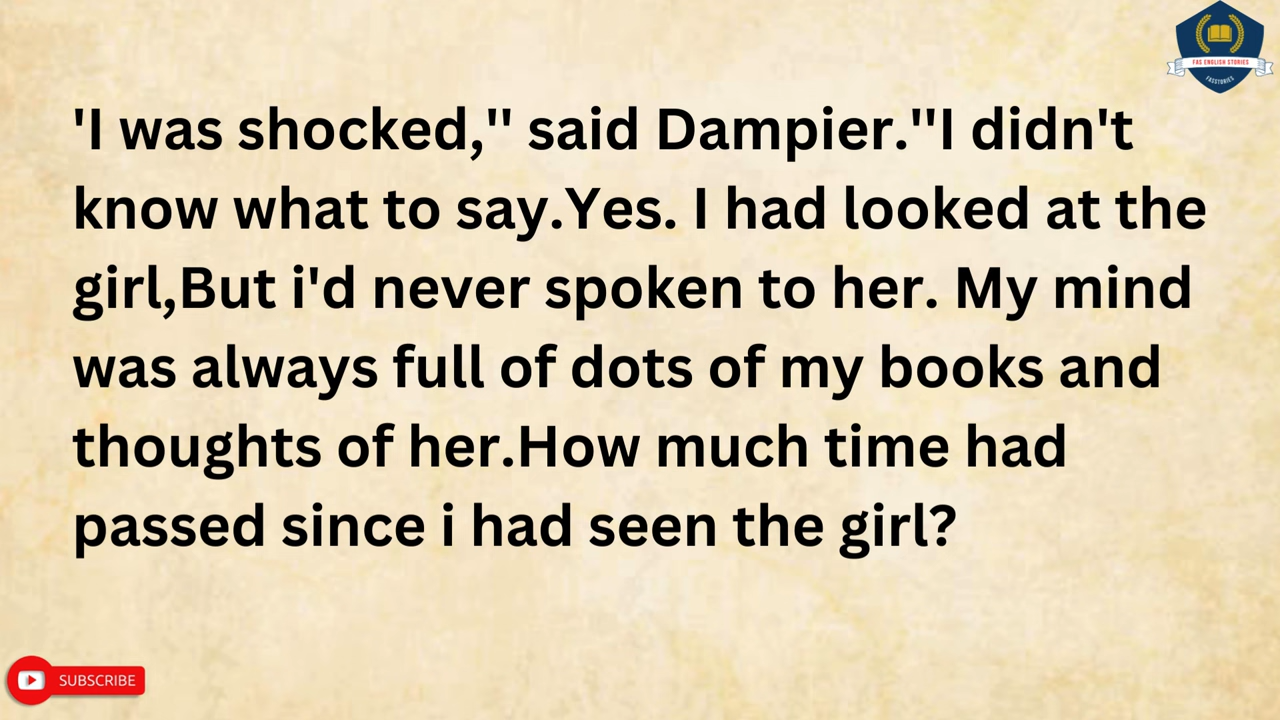 FAS ENGLISH STORIES
FASSTORIES
'I was shocked,'' said Dampier.''I didn't
know what to say.Yes. I had looked at the
girl,But i'd never spoken to her. My mind
was always full of dots of my books and
thoughts of her.How much time had
passed since i had seen the girl?
SUBSCRIBE